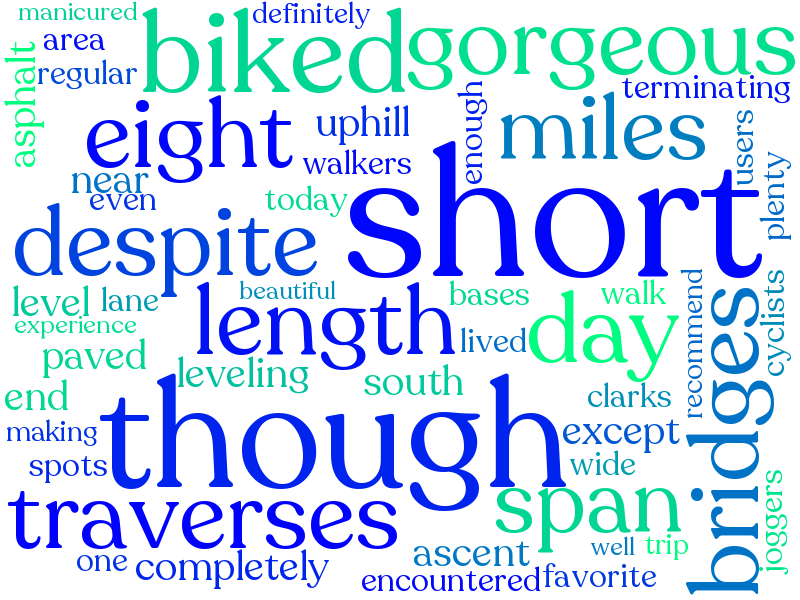 manicured
definitely
biked
gorgeous
area
regular
asphalt
terminating
eight
uphill
enough
miles
users
walkers
near
even
today
short
plenty
despite
level
lane
beautiful
bases
walk
experience
length
lived
day
recommend
cyclists
paved
leveling
south
bridges
end
clarks
making
though
except
spots
wide
traverses
span
joggers
one
completely
ascent
well
trip
encountered
favorite